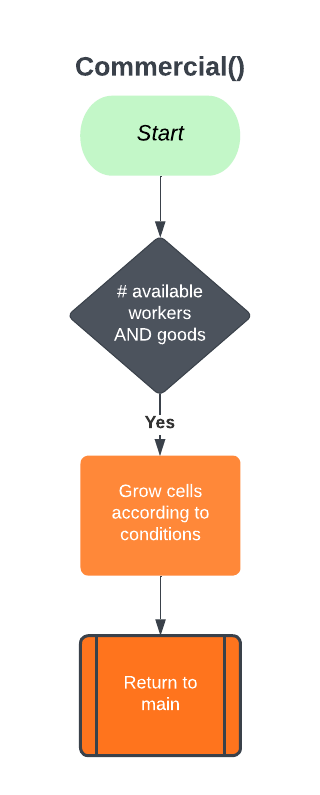 Commercial()
Start
# available
workers
AND goods
Yes
Grow cells
according to
conditions
Return to
main